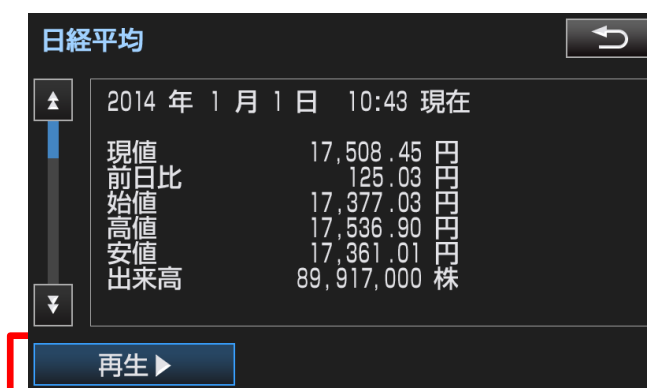 日経平均
2014 年 1 月 1 日 10:43 現在
現値 17,508.45 円
前日比 125.03 円
始値 17,377.03 円
高値 17,536.90 円
安値 17,361.01 円
出来高 89,917,000 株
再生▶